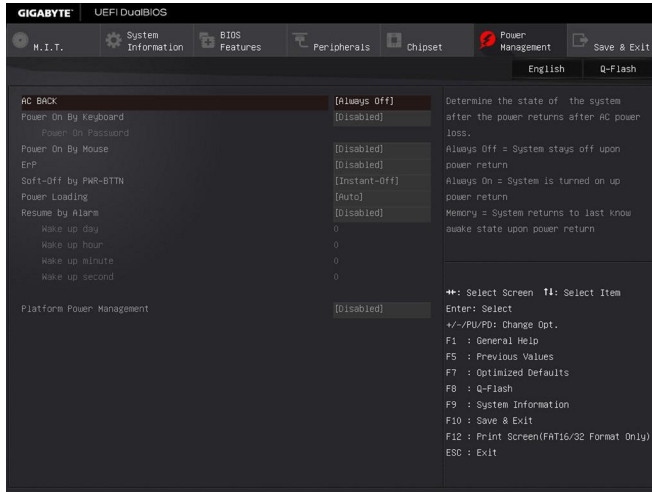 GIGABYTE™ UEFI DualBIOS
M.I.T.
System Information
BIOS Features
Peripherals
Chipset
Power Management
Save & Exit
English Q-Flash
AC BACK [Always Off]
Power On By Keyboard [Disabled]
Power On Password
Power On By Mouse [Disabled]
ErP [Disabled]
Soft-Off by PWR-BTTN [Instant-Off]
Power Loading [Auto]
Resume by Alarm [Disabled]
Wake up day 0
Wake up hour 0
Wake up minute 0
Wake up second 0
Platform Power Management [Disabled]
Determine the state of the system
after the power returns after AC power
loss.
Always Off = System stays off upon
power return
Always On = System is turned on up
power return
Memory = System returns to last know
awake state upon power return
→←: Select Screen ↑↓: Select Item
Enter: Select
+/-/PU/PD: Change Opt.
F1 : General Help
F5 : Previous Values
F7 : Optimized Defaults
F8 : Q-Flash
F9 : System Information
F10 : Save & Exit
F12 : Print Screen(FAT16/32 Format Only)
ESC : Exit